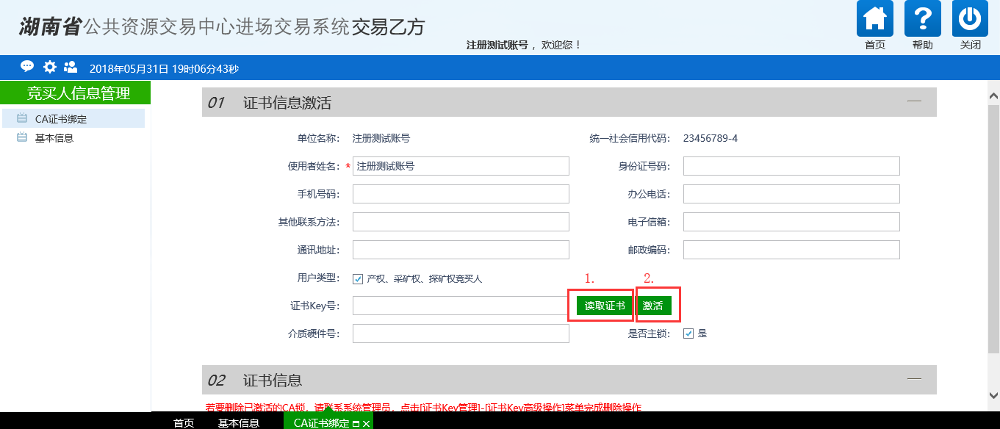 湖南省公共资源交易中心进场交易系统交易乙方
注册测试账号， 欢迎您！
首页 帮助 关闭
2018年05月31日 19时06分43秒
竞买人信息管理
CA证书绑定
基本信息
01 证书信息激活
单位名称： 注册测试账号 统一社会信用代码： 23456789-4
使用者姓名： * 注册测试账号 身份证号码：
手机号码： 办公电话：
其他联系方法： 电子信箱：
通讯地址： 邮政编码：
用户类型： 产权、采矿权、探矿权竞买人
1. 2.
证书Key号： 读取证书 激活
介质硬件号： 是否主锁： 是
02 证书信息
若要删除已激活的CA锁，请联系系统管理员，点击[证书Key管理]-[证书Key高级操作]菜单完成删除操作
首页 基本信息 CA证书绑定